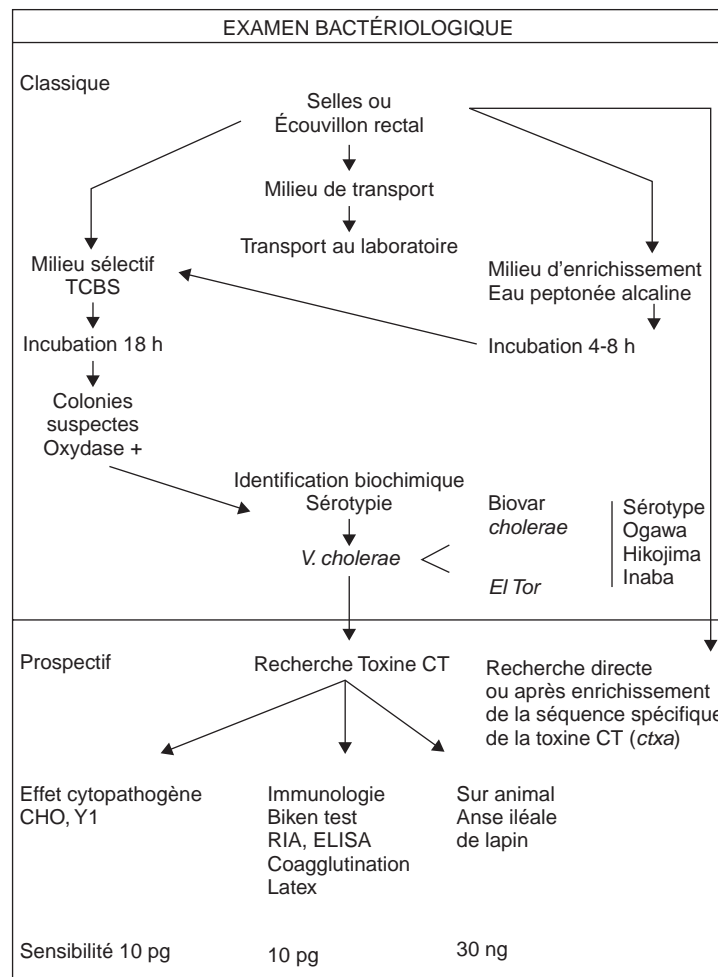 EXAMEN BACTÉRIOLOGIQUE
Classique
Selles ou
Écouvillon rectal
Milieu de transport
Transport au laboratoire
Milieu sélectif
TCBS
Milieu d'enrichissement
Eau peptonée alcaline
Incubation 18 h
Incubation 4-8 h
Colonies
suspectes
Oxydase +
Identification biochimique
Sérotypie
V. cholerae
Biovar
cholerae
El Tor
Sérotype
Ogawa
Hikojima
Inaba
Prospectif
Recherche Toxine CT
Recherche directe
ou après enrichissement
de la séquence spécifique
de la toxine CT (ctxa)
Effet cytopathogène
CHO, Y1
Immunologie
Biken test
RIA, ELISA
Coagglutination
Latex
Sur animal
Anse iléale
de lapin
Sensibilité 10 pg
10 pg
30 ng